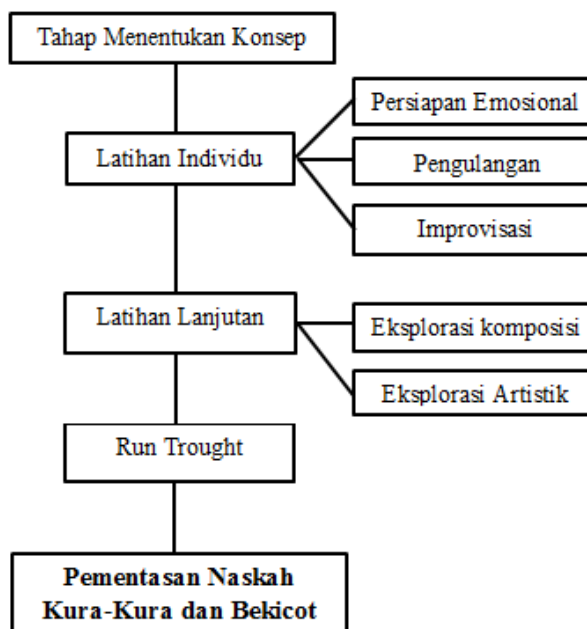 Tahap Menentukan Konsep
Persiapan Emosional
Latihan Individu
Pengulangan
Improvisasi
Latihan Lanjutan
Eksplorasi komposisi
Eksplorasi Artistik
Run Trought
Pementasan Naskah
Kura-Kura dan Bekicot